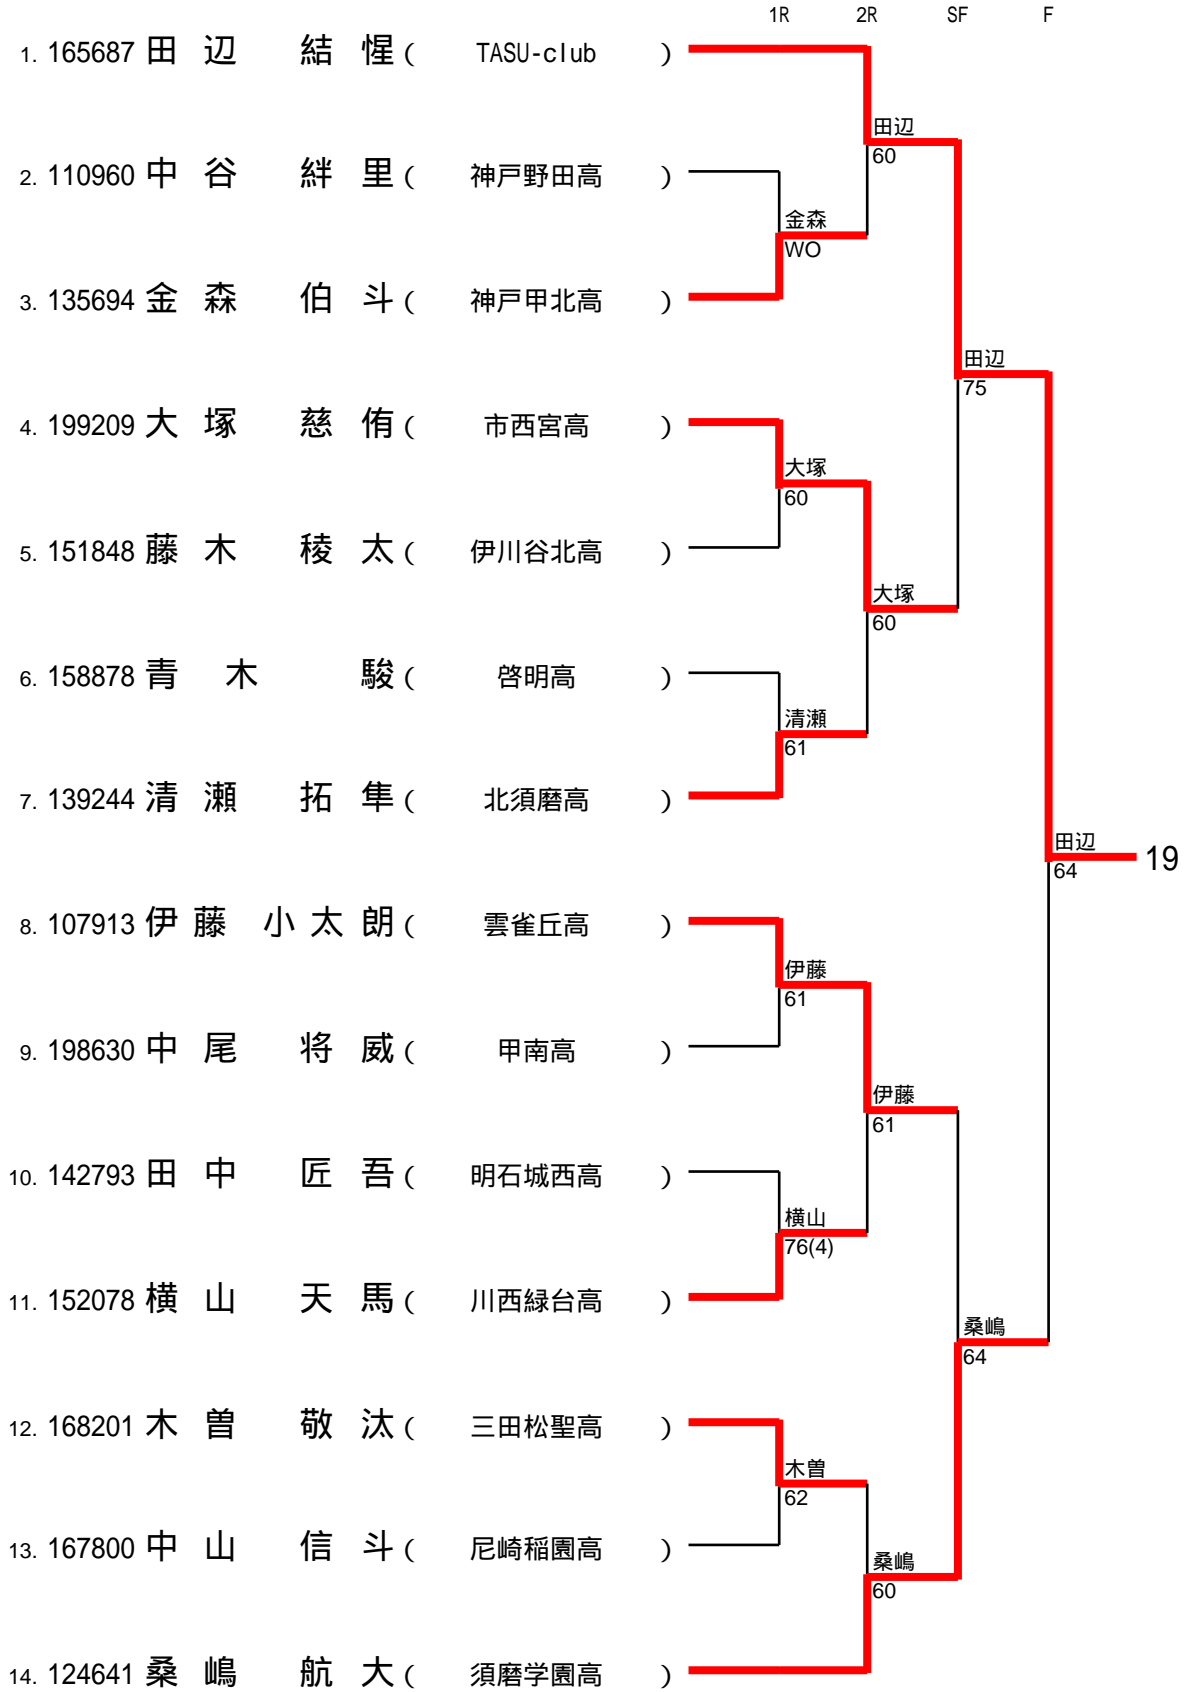 1R 2R SF F
1. 165687 田辺 結惺 ( TASU-club )
田辺
60
2. 110960 中谷 絆里 ( 神戸野田高 )
金森
WO
3. 135694 金森 伯斗 ( 神戸甲北高 )
田辺
75
4. 199209 大塚 慈侑 ( 市西宮高 )
大塚
60
5. 151848 藤木 稜太 ( 伊川谷北高 )
大塚
60
6. 158878 青木 駿 ( 啓明高 )
清瀬
61
7. 139244 清瀬 拓隼 ( 北須磨高 )
田辺
64
19
8. 107913 伊藤 小太朗 ( 雲雀丘高 )
伊藤
61
9. 198630 中尾 将威 ( 甲南高 )
伊藤
61
10. 142793 田中 匠吾 ( 明石城西高 )
横山
76(4)
11. 152078 横山 天馬 ( 川西緑台高 )
桑嶋
64
12. 168201 木曽 敬汰 ( 三田松聖高 )
木曽
62
13. 167800 中山 信斗 ( 尼崎稲園高 )
桑嶋
60
14. 124641 桑嶋 航大 ( 須磨学園高 )